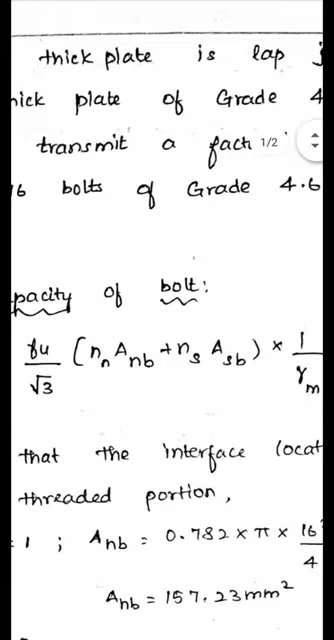 thick plate is lap
hick plate of Grade 4
transmit a fact 1/2
16 bolts of Grade 4.6
pacity of bolt:
fu/√3 (nn Anb + ns Asb) × 1/γm
that the interface locat
threaded portion,
= 1 ; Anb = 0.782 × π × 16²/4
Anb = 157.23 mm²